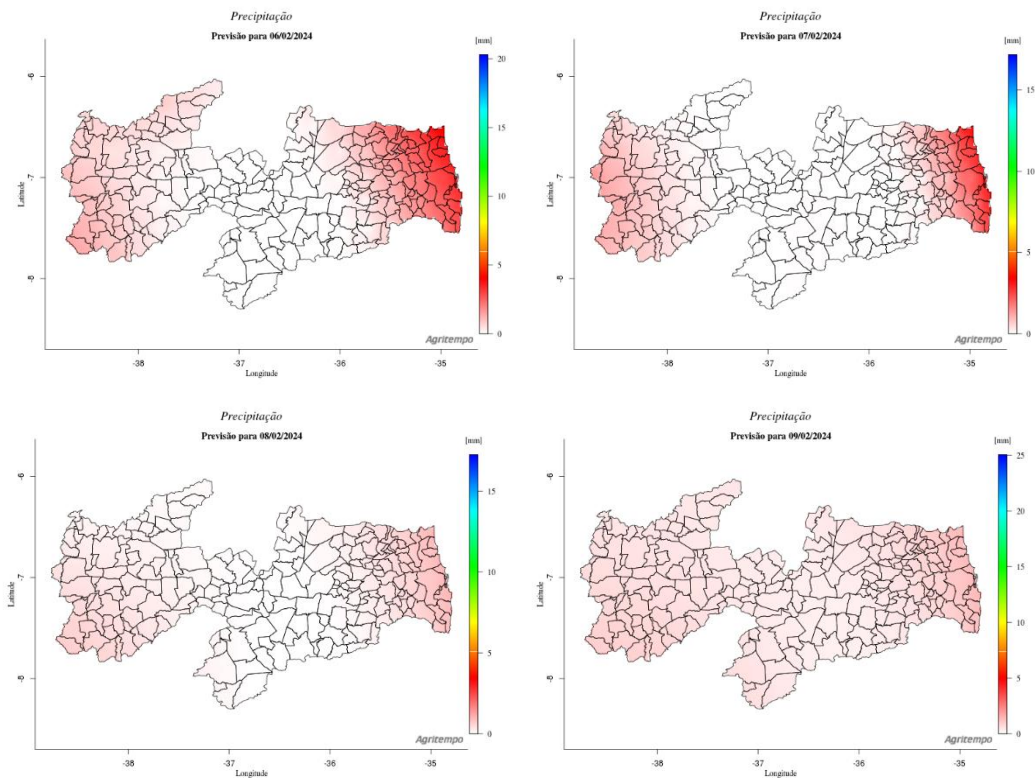 Precipitação
Previsão para 06/02/2024
[mm]
20
15
10
5
0
-6
-7
-8
Latitude
-38
-37
-36
-35
Longitude
Agritempo
Precipitação
Previsão para 07/02/2024
[mm]
15
10
5
0
-6
-7
-8
Latitude
-38
-37
-36
-35
Longitude
Agritempo
Precipitação
Previsão para 08/02/2024
[mm]
15
10
5
0
-6
-7
-8
Latitude
-38
-37
-36
-35
Longitude
Agritempo
Precipitação
Previsão para 09/02/2024
[mm]
25
20
15
10
5
0
-6
-7
-8
Latitude
-38
-37
-36
-35
Longitude
Agritempo